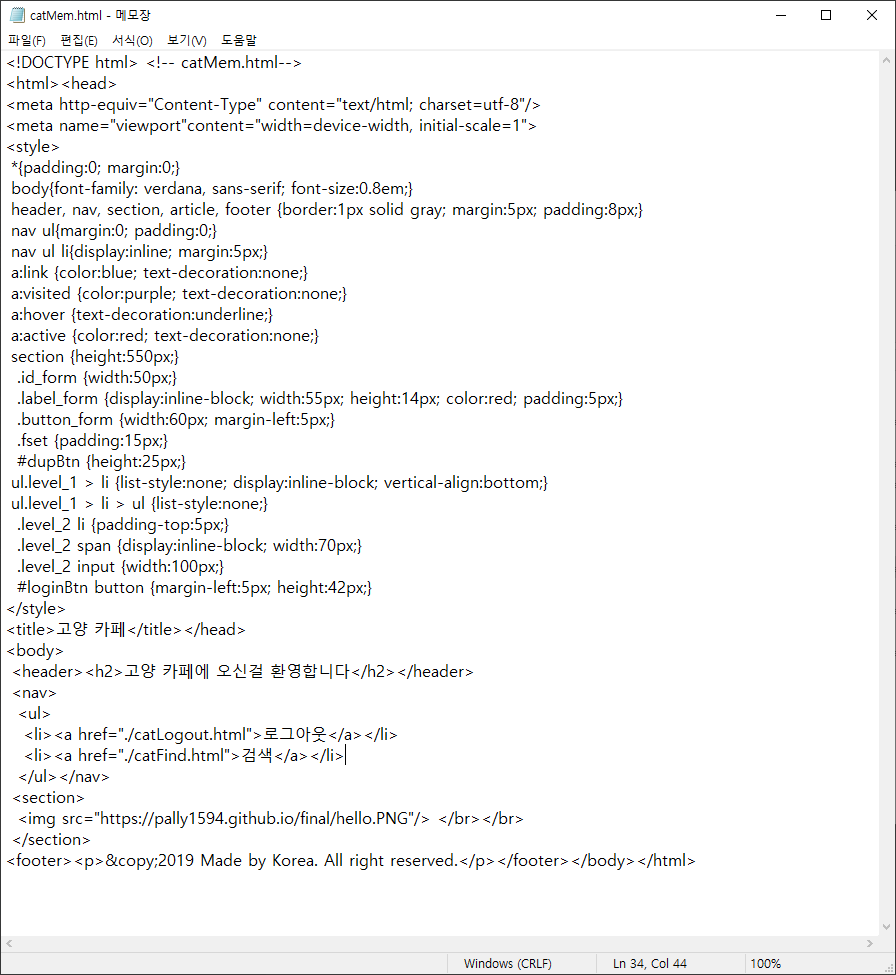 catMem.html - 메모장
파일(F) 편집(E) 서식(O) 보기(V) 도움말
<!DOCTYPE html> <!-- catMem.html-->
<html><head>
<meta http-equiv="Content-Type" content="text/html; charset=utf-8"/>
<meta name="viewport"content="width=device-width, initial-scale=1">
<style>
*{padding:0; margin:0;}
body{font-family: verdana, sans-serif; font-size:0.8em;}
header, nav, section, article, footer {border:1px solid gray; margin:5px; padding:8px;}
nav ul{margin:0; padding:0;}
nav ul li{display:inline; margin:5px;}
a:link {color:blue; text-decoration:none;}
a:visited {color:purple; text-decoration:none;}
a:hover {text-decoration:underline;}
a:active {color:red; text-decoration:none;}
section {height:550px;}
.id_form {width:50px;}
.label_form {display:inline-block; width:55px; height:14px; color:red; padding:5px;}
.button_form {width:60px; margin-left:5px;}
.fset {padding:15px;}
#dupBtn {height:25px;}
ul.level_1 > li {list-style:none; display:inline-block; vertical-align:bottom;}
ul.level_1 > li > ul {list-style:none;}
.level_2 li {padding-top:5px;}
.level_2 span {display:inline-block; width:70px;}
.level_2 input {width:100px;}
#loginBtn button {margin-left:5px; height:42px;}
</style>
<title>고양 카페</title></head>
<body>
<header><h2>고양 카페에 오신걸 환영합니다</h2></header>
<nav>
<ul>
<li><a href="./catLogout.html">로그아웃</a></li>
<li><a href="./catFind.html">검색</a></li>
</ul></nav>
<section>
<img src="https://pally1594.github.io/final/hello.PNG"/> </br></br>
</section>
<footer><p>&copy;2019 Made by Korea. All right reserved.</p></footer></body></html>
Windows (CRLF) Ln 34, Col 44 100%